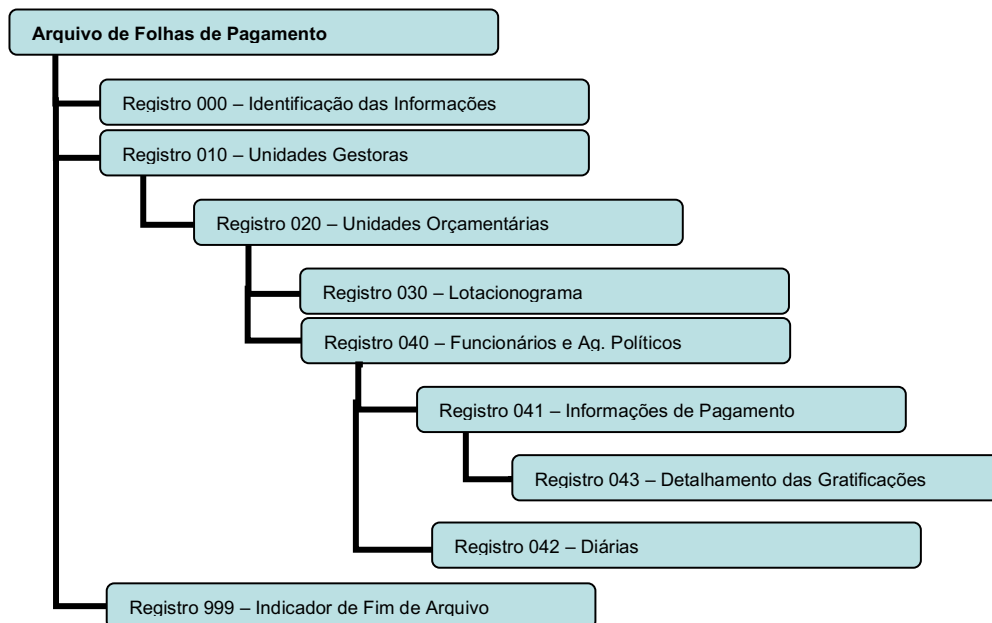 Arquivo de Folhas de Pagamento
Registro 000 – Identificação das Informações
Registro 010 – Unidades Gestoras
Registro 020 – Unidades Orçamentárias
Registro 030 – Lotacionograma
Registro 040 – Funcionários e Ag. Políticos
Registro 041 – Informações de Pagamento
Registro 043 – Detalhamento das Gratificações
Registro 042 – Diárias
Registro 999 – Indicador de Fim de Arquivo